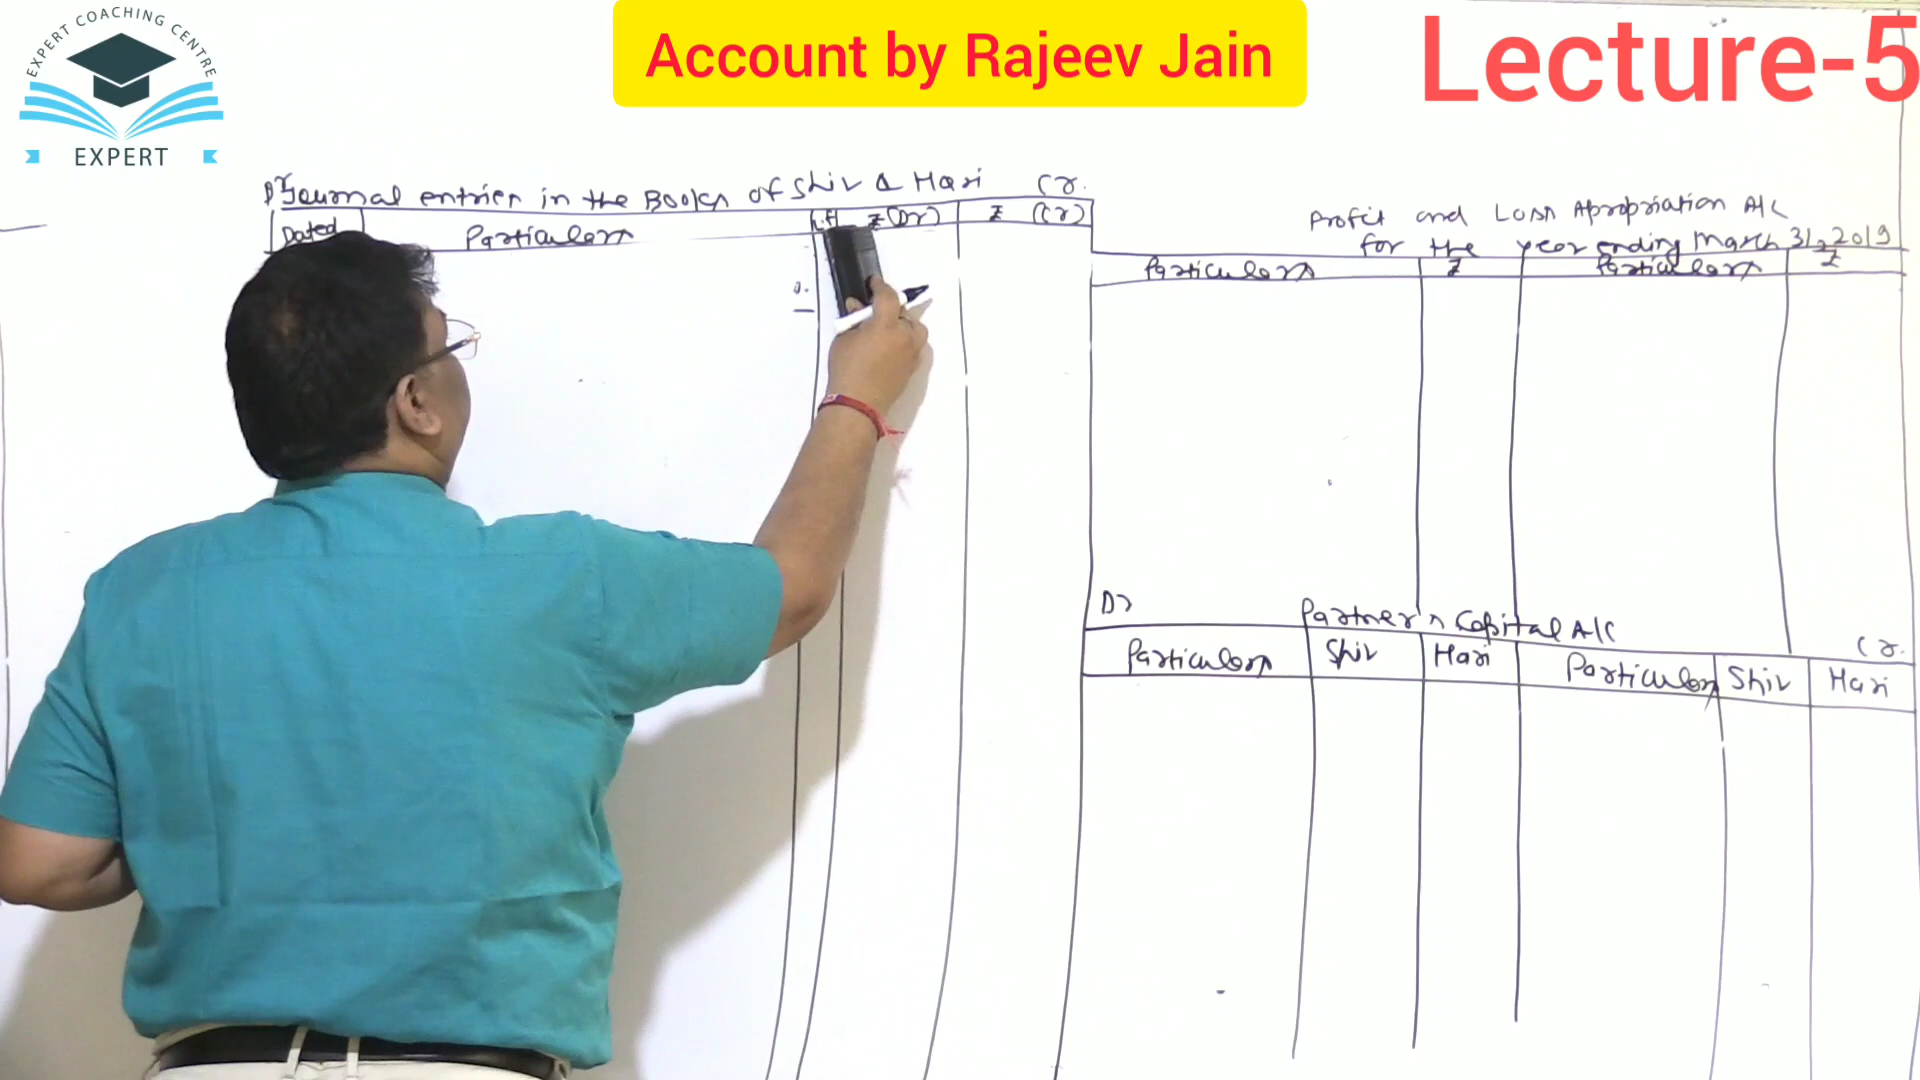 EXPERT COACHING CENTRE
EXPERT
Account by Rajeev Jain
Lecture-5
Journal entries in the Books of Shiv & Hari Cr.
Dated Particulars L.f ₹ (Dr) ₹ (Cr)
Profit and Loss Apropriation A/c
for the year ending March 31, 2019
Particulars ₹ Particulars ₹
Dr Partner's Capital A/c Cr.
Particulars Shiv Hari Particulars Shiv Hari